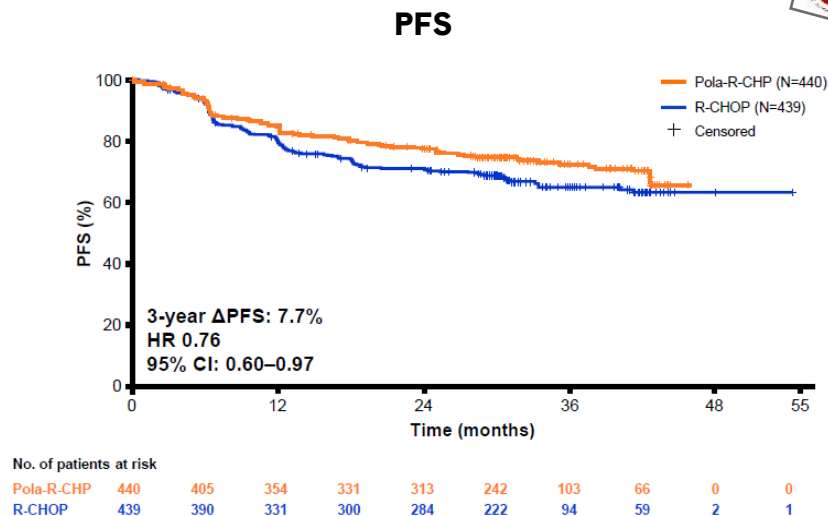 PFS
Pola-R-CHP (N=440)
R-CHOP (N=439)
Censored
100
80
60
40
20
0
PFS (%)
3-year ΔPFS: 7.7%
HR 0.76
95% CI: 0.60–0.97
0 12 24 36 48 55
Time (months)
No. of patients at risk
Pola-R-CHP 440 405 354 331 313 242 103 66 0 0
R-CHOP 439 390 331 300 284 222 94 59 2 1